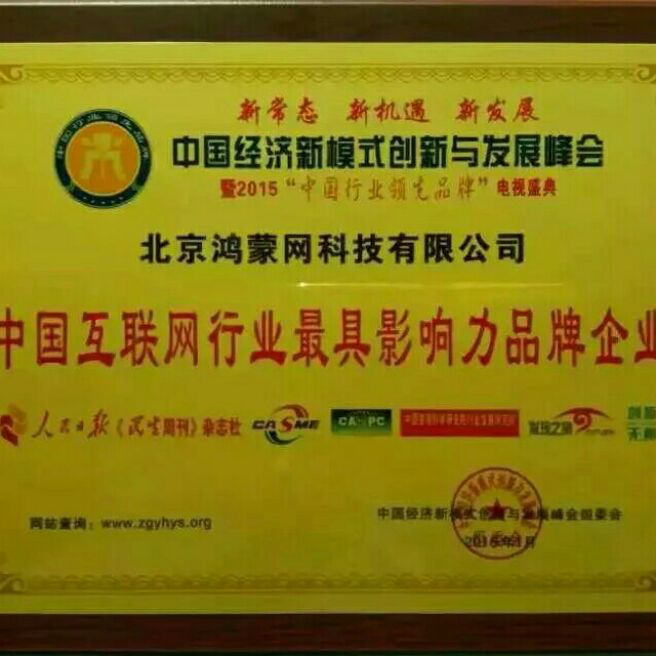 新常态 新机遇 新发展
中国经济新模式创新与发展峰会
暨2015“中国行业领先品牌”电视盛典
北京鸿蒙网科技有限公司
中国互联网行业最具影响力品牌企业
人民日报《民生周刊》杂志社 CASME CAPC 发现之旅
网站查询：www.zgyhys.org
中国经济新模式创新与发展峰会组委会